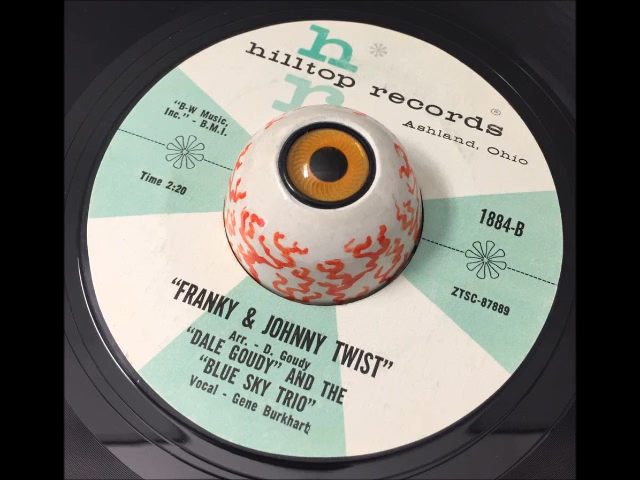 h
hilltop records ®
nr
Ashland, Ohio
"B-W Music,
Inc." - B.M.I.
Time 2:20
1884-B
ZTSC-87889
"FRANKY & JOHNNY TWIST"
Arr. - D. Goudy
"DALE GOUDY" AND THE
"BLUE SKY TRIO"
Vocal - Gene Burkhart